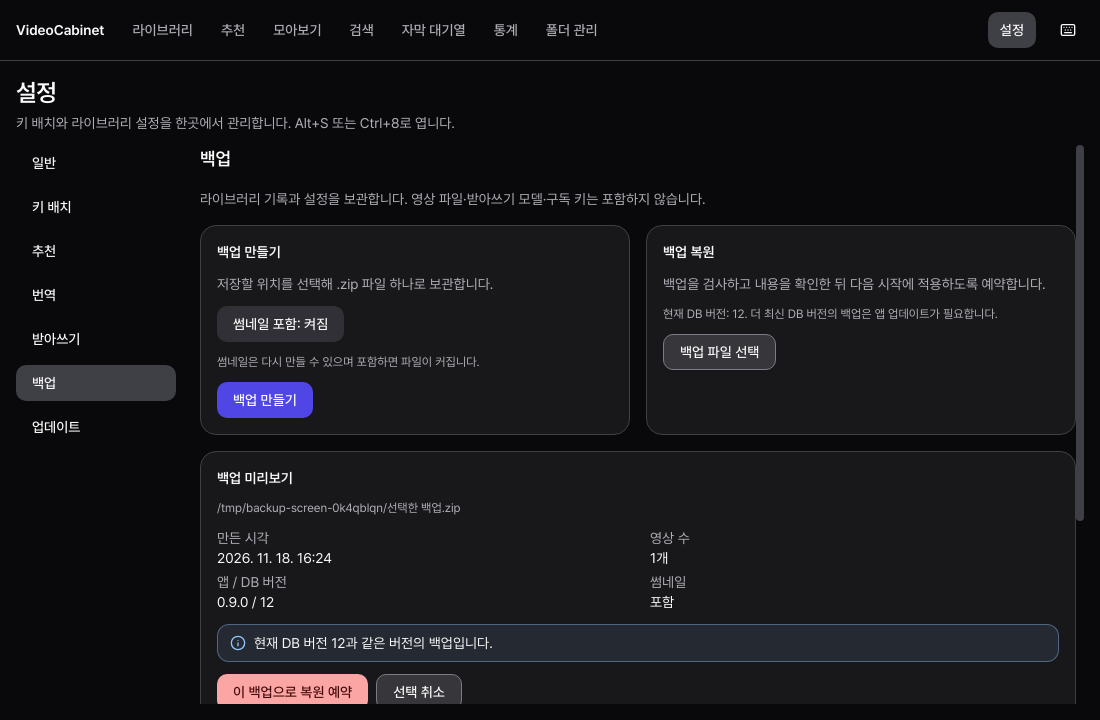 VideoCabinet 라이브러리 추천 모아보기 검색 자막 대기열 통계 폴더 관리 설정
설정
키 배치와 라이브러리 설정을 한곳에서 관리합니다. Alt+S 또는 Ctrl+8로 엽니다.
일반
키 배치
추천
번역
받아쓰기
백업
업데이트
백업
라이브러리 기록과 설정을 보관합니다. 영상 파일·받아쓰기 모델·구독 키는 포함하지 않습니다.
백업 만들기
저장할 위치를 선택해 .zip 파일 하나로 보관합니다.
썸네일 포함: 켜짐
썸네일은 다시 만들 수 있으며 포함하면 파일이 커집니다.
백업 만들기
백업 복원
백업을 검사하고 내용을 확인한 뒤 다음 시작에 적용하도록 예약합니다.
현재 DB 버전: 12. 더 최신 DB 버전의 백업은 앱 업데이트가 필요합니다.
백업 파일 선택
백업 미리보기
/tmp/backup-screen-0k4qblqn/선택한 백업.zip
만든 시각
2026. 11. 18. 16:24
영상 수
1개
앱 / DB 버전
0.9.0 / 12
썸네일
포함
현재 DB 버전 12과 같은 버전의 백업입니다.
이 백업으로 복원 예약 선택 취소